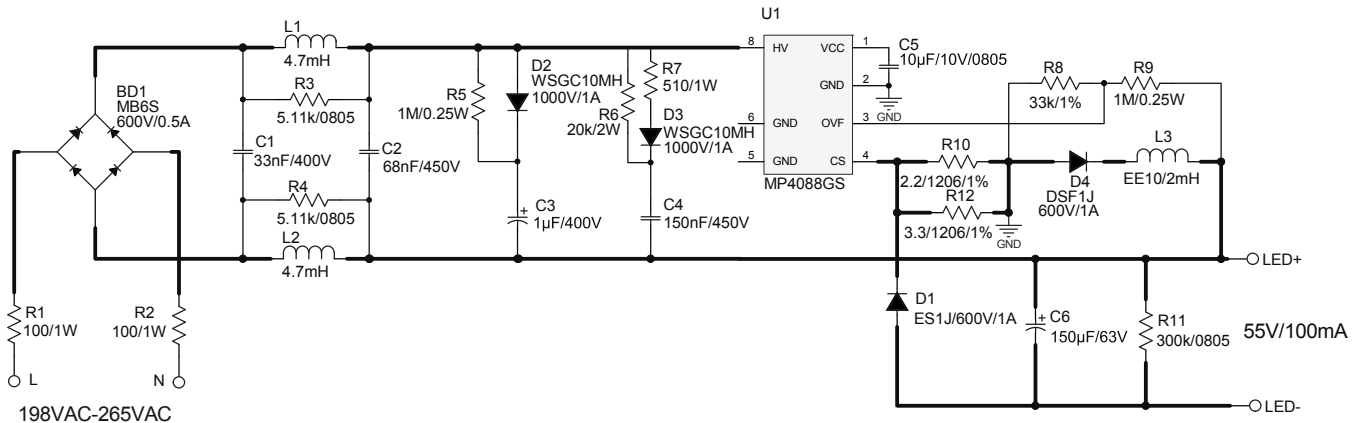 U1
L1
4.7mH
8
HV
VCC
1
C5
10μF/10V/0805
D2
WSGC10MH
1000V/1A
R7
510/1W
R8
33k/1%
R9
1M/0.25W
BD1
MB6S
600V/0.5A
R3
5.11k/0805
R5
1M/0.25W
R6
20k/2W
D3
WSGC10MH
1000V/1A
GND
2
GND
6
GND
OVF
3
C1
33nF/400V
C2
68nF/450V
5
GND
CS
4
MP4088GS
R10
2.2/1206/1%
D4
DSF1J
600V/1A
L3
EE10/2mH
R4
5.11k/0805
C3
+
1μF/400V
C4
150nF/450V
R12
3.3/1206/1%
GND
L2
4.7mH
LED+
R1
100/1W
R2
100/1W
D1
ES1J/600V/1A
+
C6
150μF/63V
R11
300k/0805
55V/100mA
L
N
198VAC-265VAC
LED-